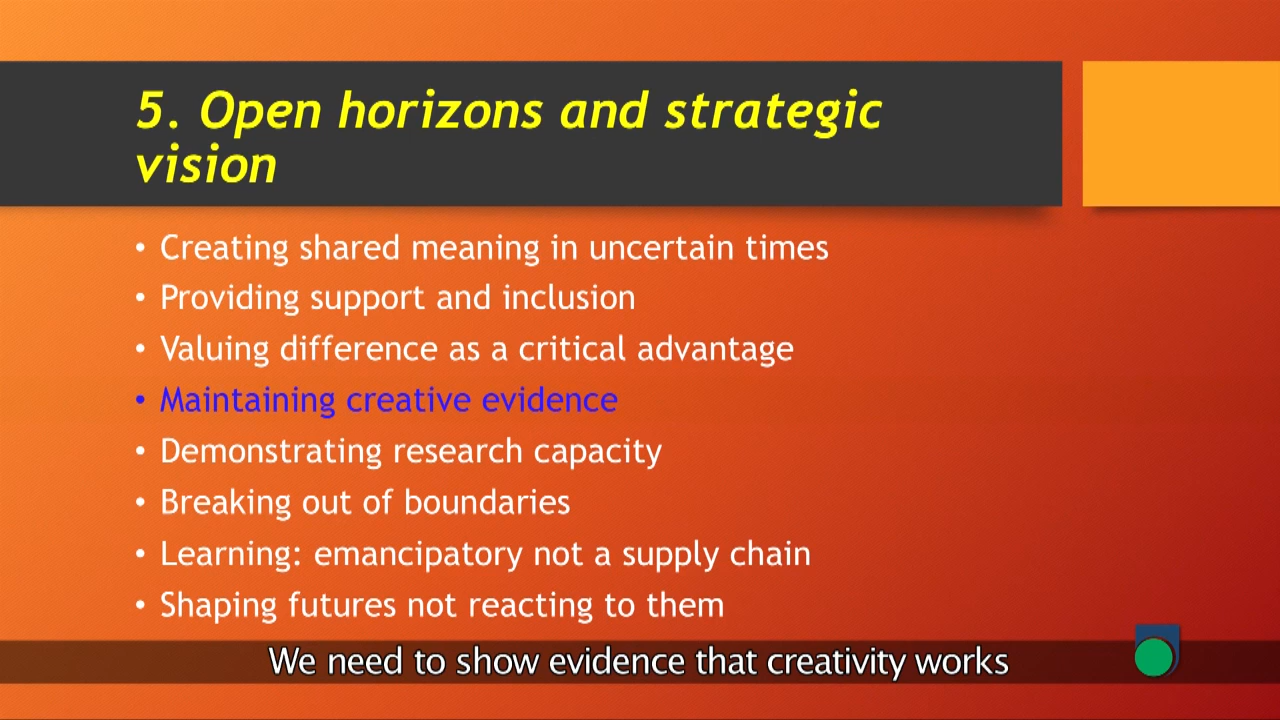 5. Open horizons and strategic
vision
• Creating shared meaning in uncertain times
• Providing support and inclusion
• Valuing difference as a critical advantage
• Maintaining creative evidence
• Demonstrating research capacity
• Breaking out of boundaries
• Learning: emancipatory not a supply chain
• Shaping futures not reacting to them
We need to show evidence that creativity works